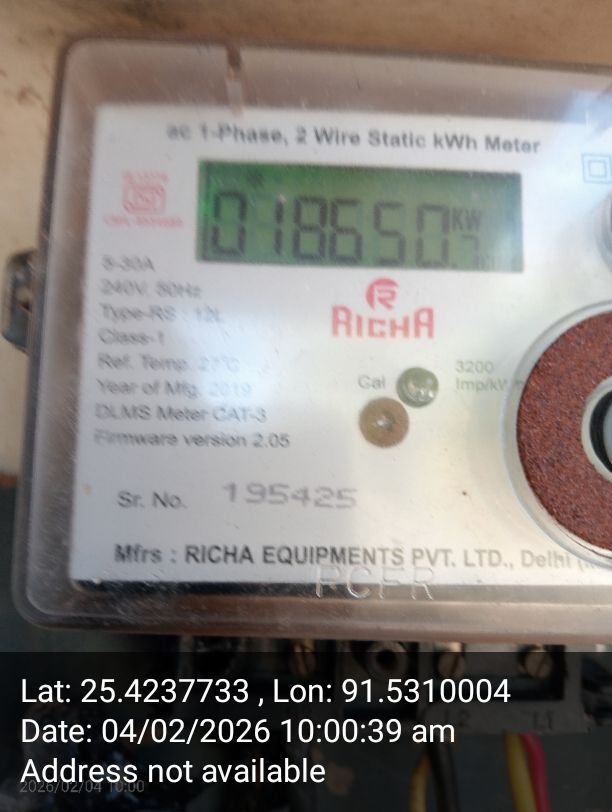 ac 1-Phase, 2 Wire Static kWh Meter
018650.7 KW
5-30A
240V. 50Hz
Type-RS : 12L
Class-1
Ref. Temp. 27°C
Year of Mfg. 2019
DLMS Meter CAT-3
Firmware version 2.05
RICHA
Cal
3200
Imp/kW
Sr. No. 195425
Mfrs : RICHA EQUIPMENTS PVT. LTD., Delhi
PCER
Lat: 25.4237733 , Lon: 91.5310004
Date: 04/02/2026 10:00:39 am
Address not available
2026/02/04 10:00